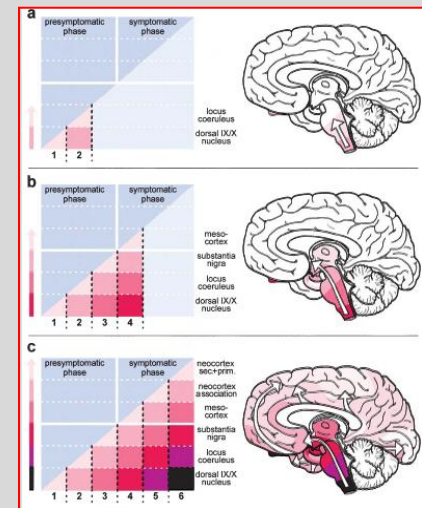 a
presymptomatic symptomatic
phase phase
locus
coeruleus
dorsal IX/X
nucleus
1 2
b
presymptomatic symptomatic
phase phase
meso-
cortex
substantia
nigra
locus
coeruleus
dorsal IX/X
nucleus
1 2 3 4
c
presymptomatic symptomatic
phase phase
neocortex
sec.+prim.
neocortex
association
meso-
cortex
substantia
nigra
locus
coeruleus
dorsal IX/X
nucleus
1 2 3 4 5 6